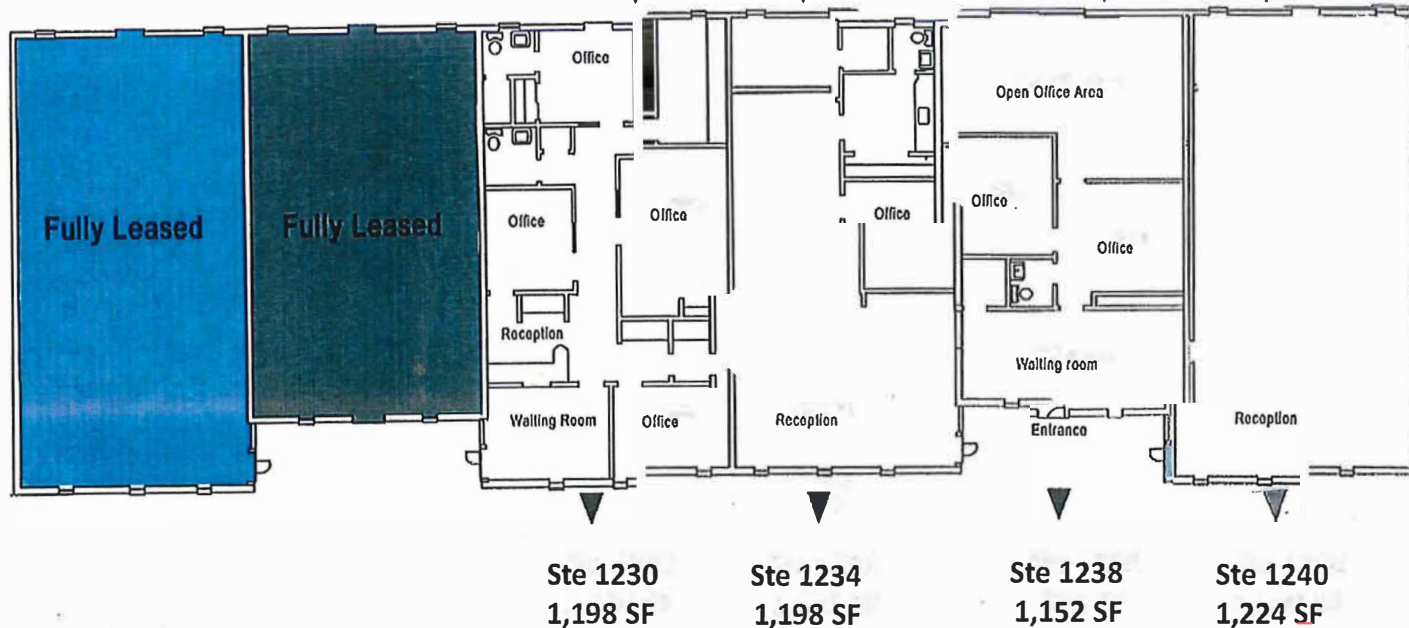 Office
Open Office Area
Fully Leased
Fully Leased
Office
Office
Office
Office
Office
Reception
Waiting room
Waiting Room
Office
Reception
Reception
Entrance
Ste 1230
1,198 SF
Ste 1234
1,198 SF
Ste 1238
1,152 SF
Ste 1240
1,224 SF